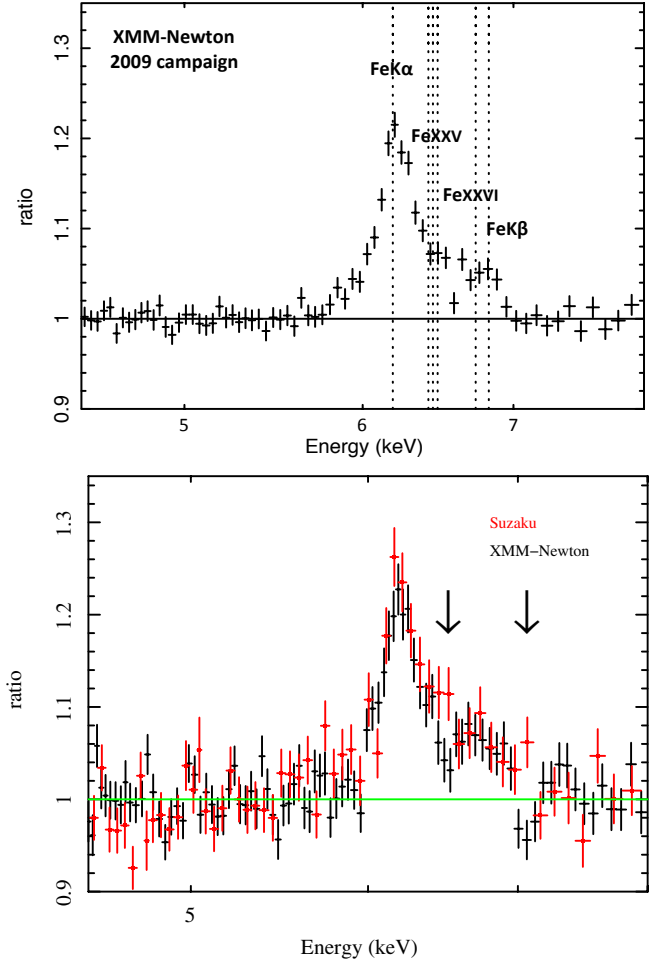 XMM-Newton
2009 campaign
FeKα
FeXXV
FeXXVI
FeKβ
ratio
1.3
1.2
1.1
1
0.9
5
6
7
Energy (keV)
Suzaku
XMM−Newton
ratio
1.3
1.2
1.1
1
0.9
5
Energy (keV)